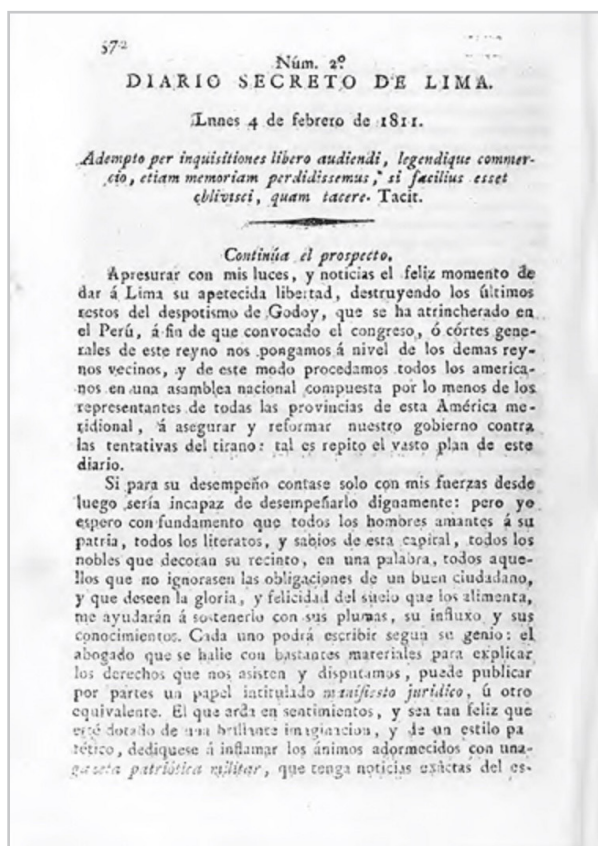 572
Núm. 2º
DIARIO SECRETO DE LIMA.
Lunes 4 de febrero de 1811.
Adempto per inquisitiones libero audiendi, legendique commer-
cio, etiam memoriam perdidissemus, si facilius esset
oblivisci, quam tacere. Tacit.
Continúa el prospecto.
Apresurar con mis luces, y noticias el feliz momento de
dar á Lima su apetecida libertad, destruyendo los últimos
restos del despotismo de Godoy, que se ha atrincherado en
el Perú, á fin de que convocado el congreso, ó córtes gene-
rales de este reyno nos pongamos á nivel de los demas rey-
nos vecinos, y de este modo procedamos todos los america-
nos en una asamblea nacional compuesta por lo menos de los
representantes de todas las provincias de esta América me-
ridional, á asegurar y reformar nuestro gobierno contra
las tentativas del tirano: tal es repito el vasto plan de este
diario.
Si para su desempeño contase solo con mis fuerzas desde
luego sería incapaz de desempeñarlo dignamente: pero yo
espero con fundamento que todos los hombres amantes á su
patria, todos los literatos, y sabios de esta capital, todos los
nobles que decoran su recinto, en una palabra, todos aque-
llos que no ignorasen las obligaciones de un buen ciudadano,
y que deseen la gloria, y felicidad del suelo que los alimenta,
me ayudarán á sostenerlo con sus plumas, su influxo y sus
conocimientos. Cada uno podrá escribir segun su genio: el
abogado que se halle con bastantes materiales para explicar
los derechos que nos asisten y disputamos, puede publicar
por partes un papel intitulado manifiesto jurídico, ú otro
equivalente. El que arda en sentimientos, y sea tan feliz que
esté dotado de una brillante imaginacion, y de un estilo pa
tético, dediquese á inflamar los ánimos adormecidos con una
gaceta patriótica militar, que tenga noticias exâctas del es-